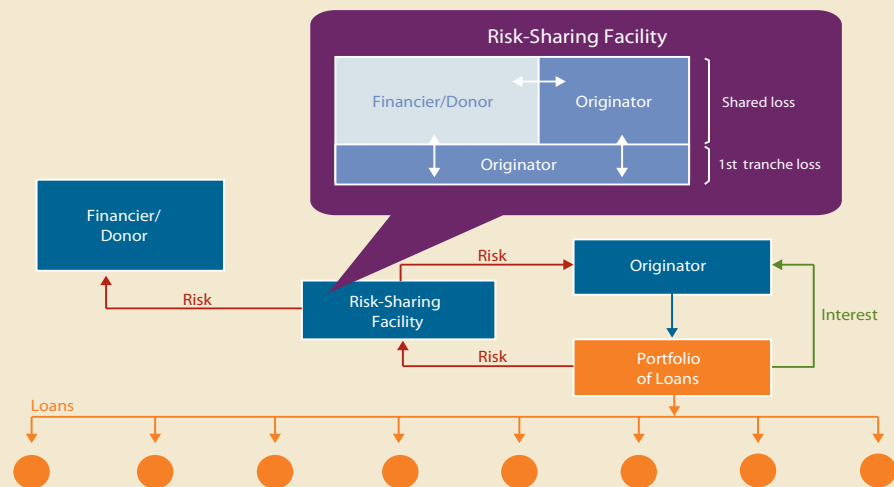 Risk-Sharing Facility
Financier/Donor
Originator
Shared loss
Originator
1st tranche loss
Financier/
Donor
Risk
Originator
Risk
Risk-Sharing
Facility
Interest
Risk
Portfolio
of Loans
Loans